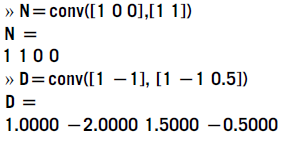 » N=conv([1 0 0],[1 1])
N =
1 1 0 0
» D=conv([1 −1], [1 −1 0.5])
D =
1.0000 −2.0000 1.5000 −0.5000